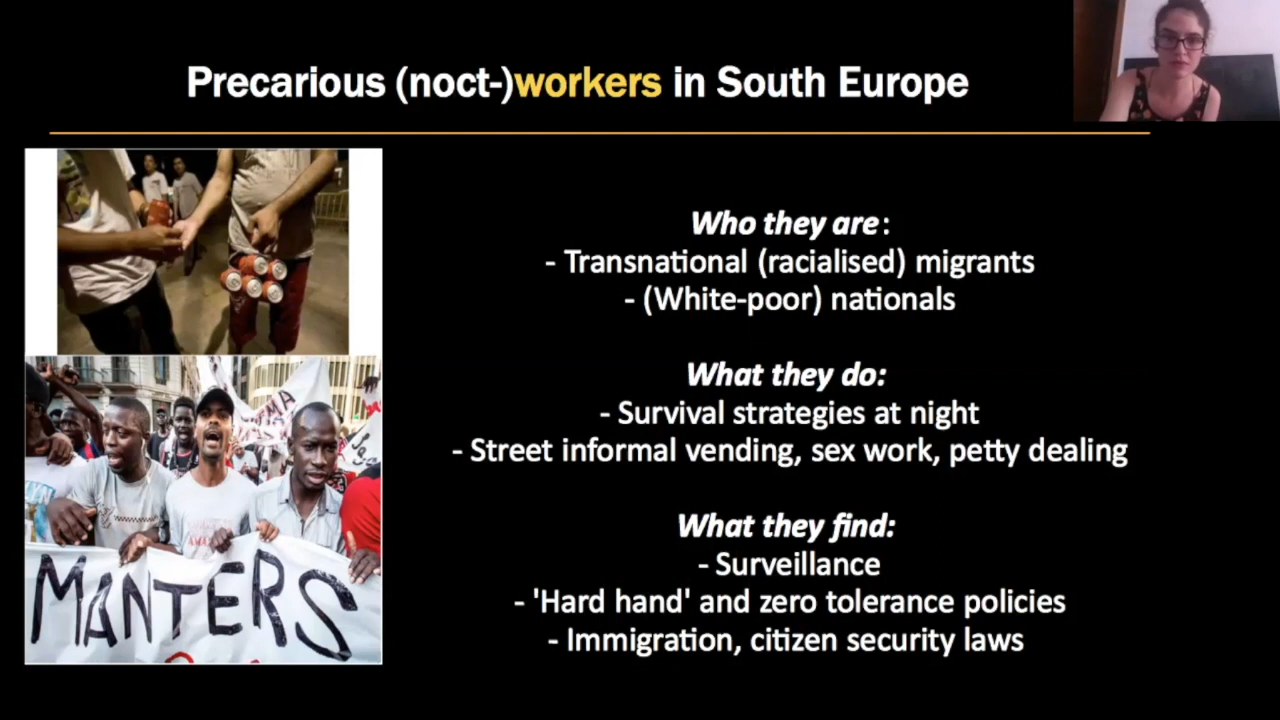 Precarious (noct-)workers in South Europe
Who they are:
- Transnational (racialised) migrants
- (White-poor) nationals
What they do:
- Survival strategies at night
- Street informal vending, sex work, petty dealing
What they find:
- Surveillance
- 'Hard hand' and zero tolerance policies
- Immigration, citizen security laws
MANTERS